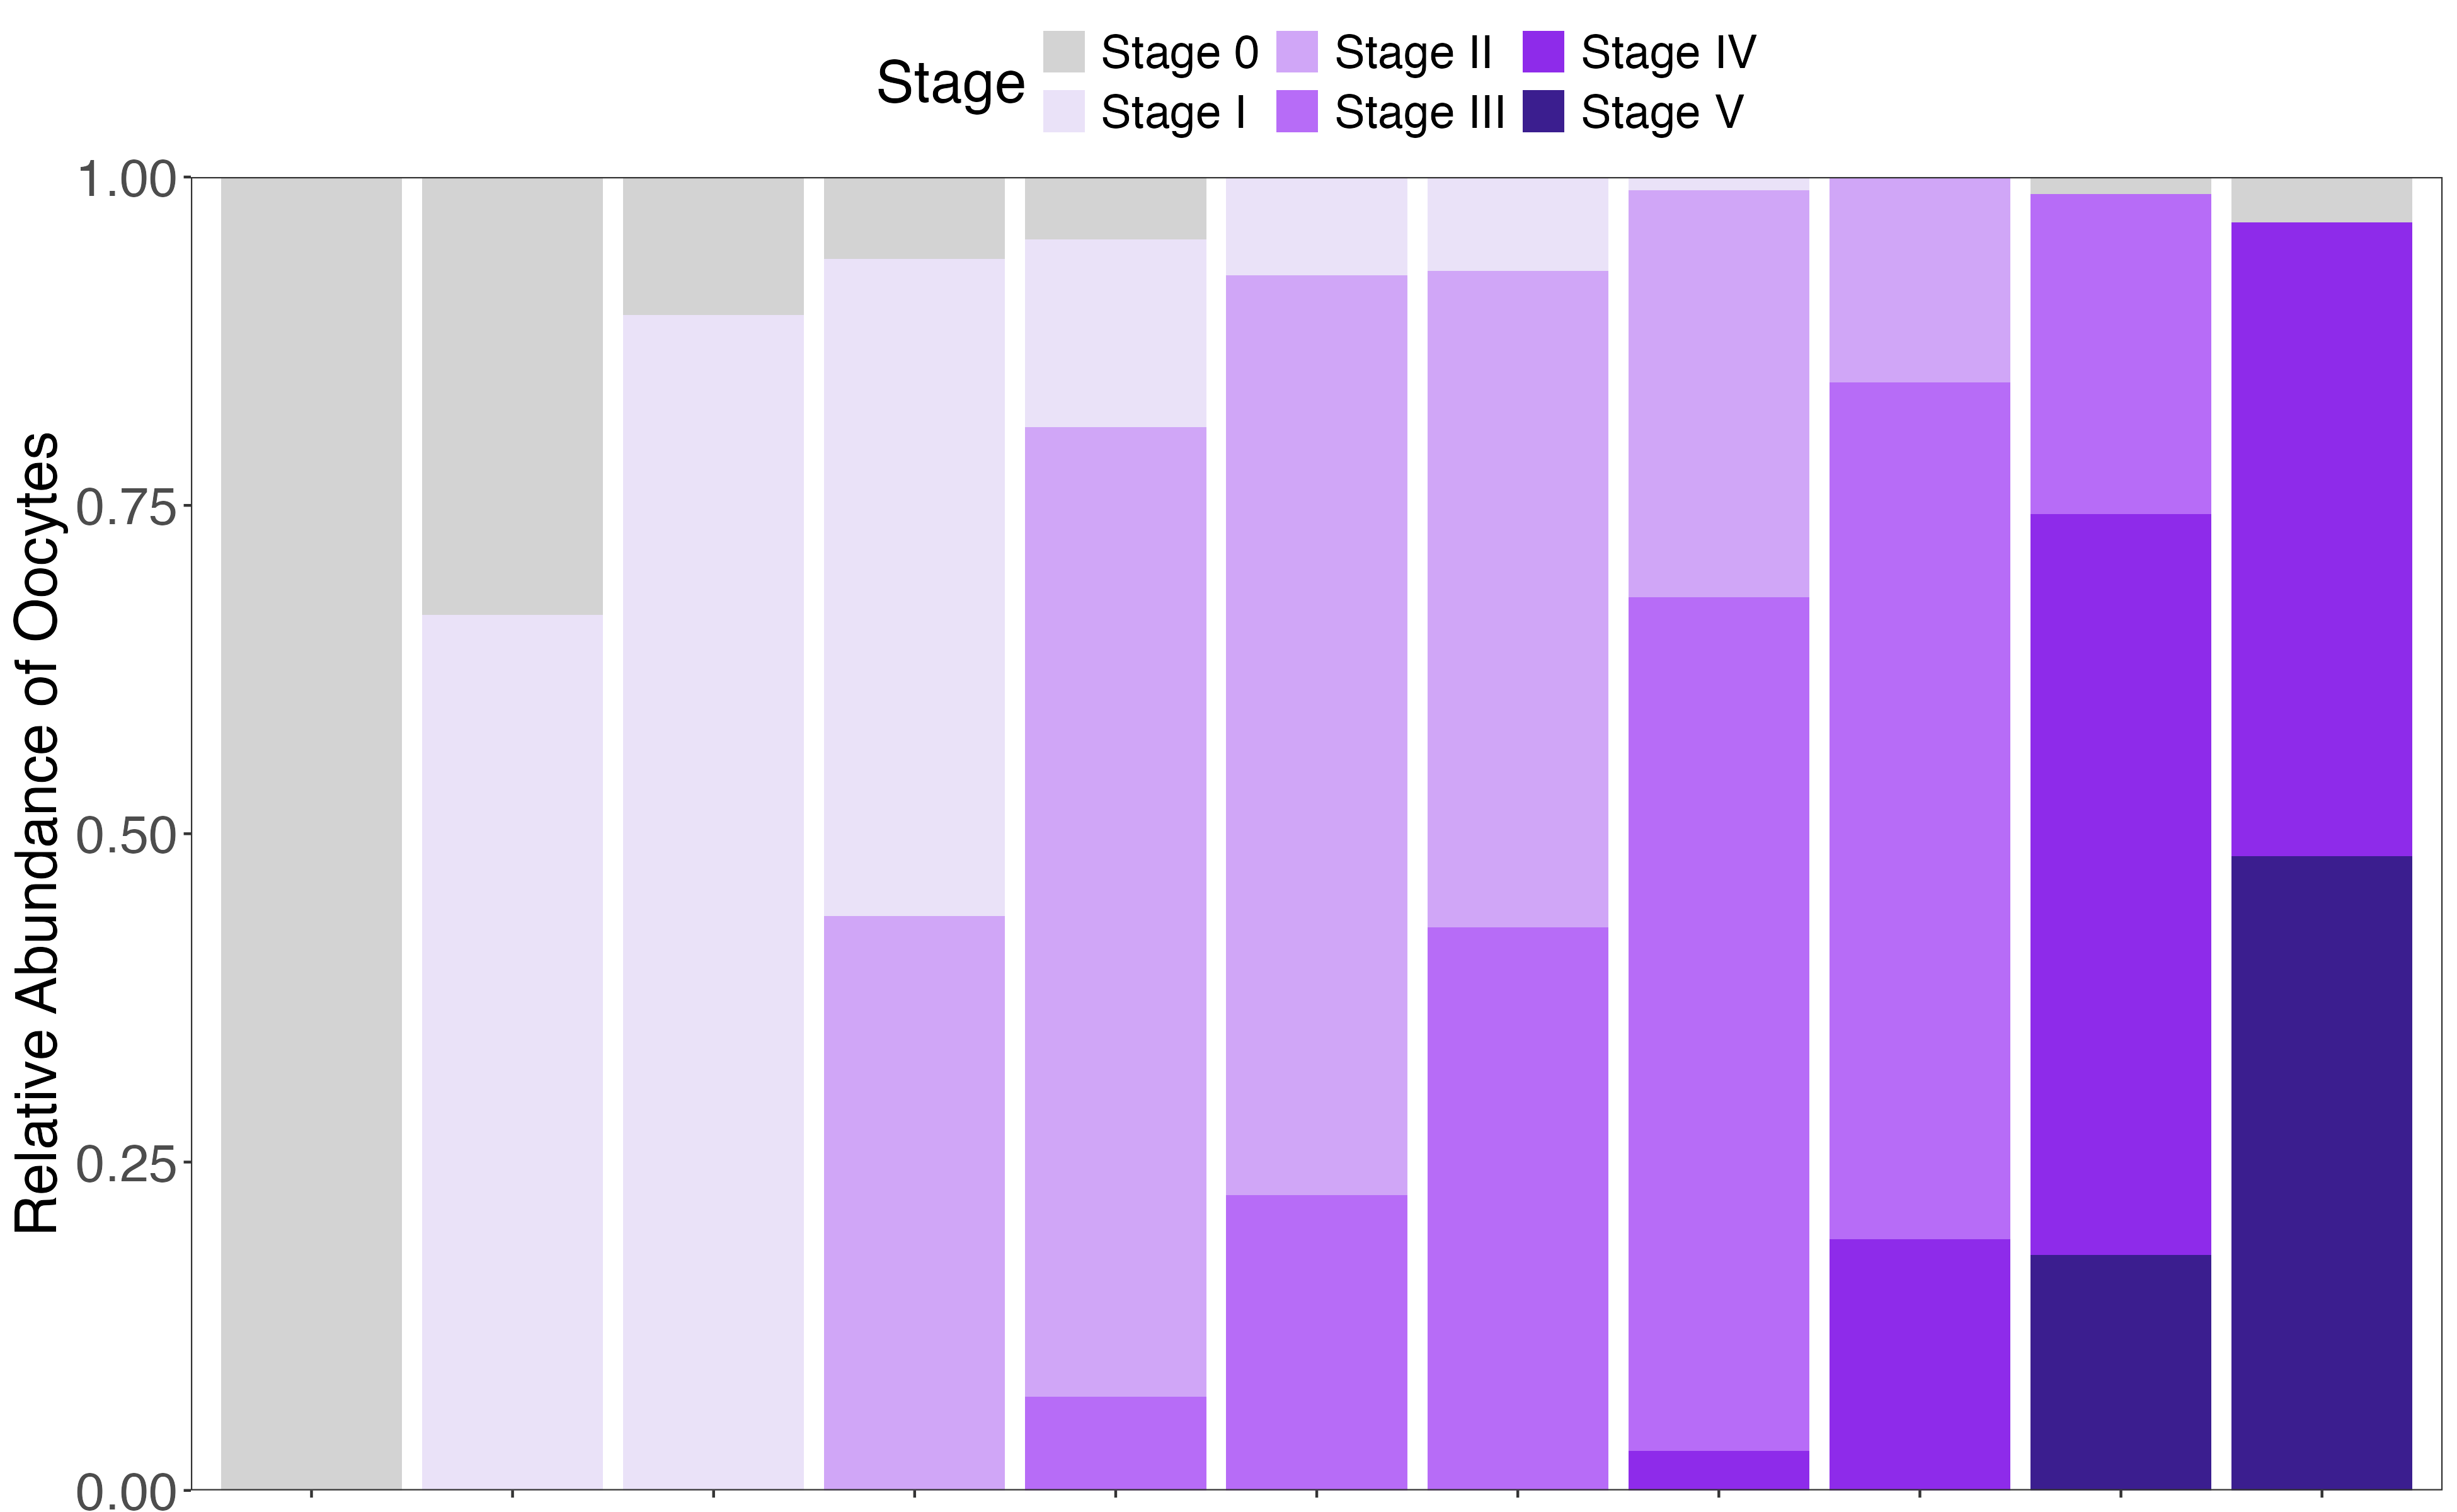 Stage
Stage 0
Stage II
Stage IV
Stage I
Stage III
Stage V
Relative Abundance of Oocytes
1.00
0.75
0.50
0.25
0.00